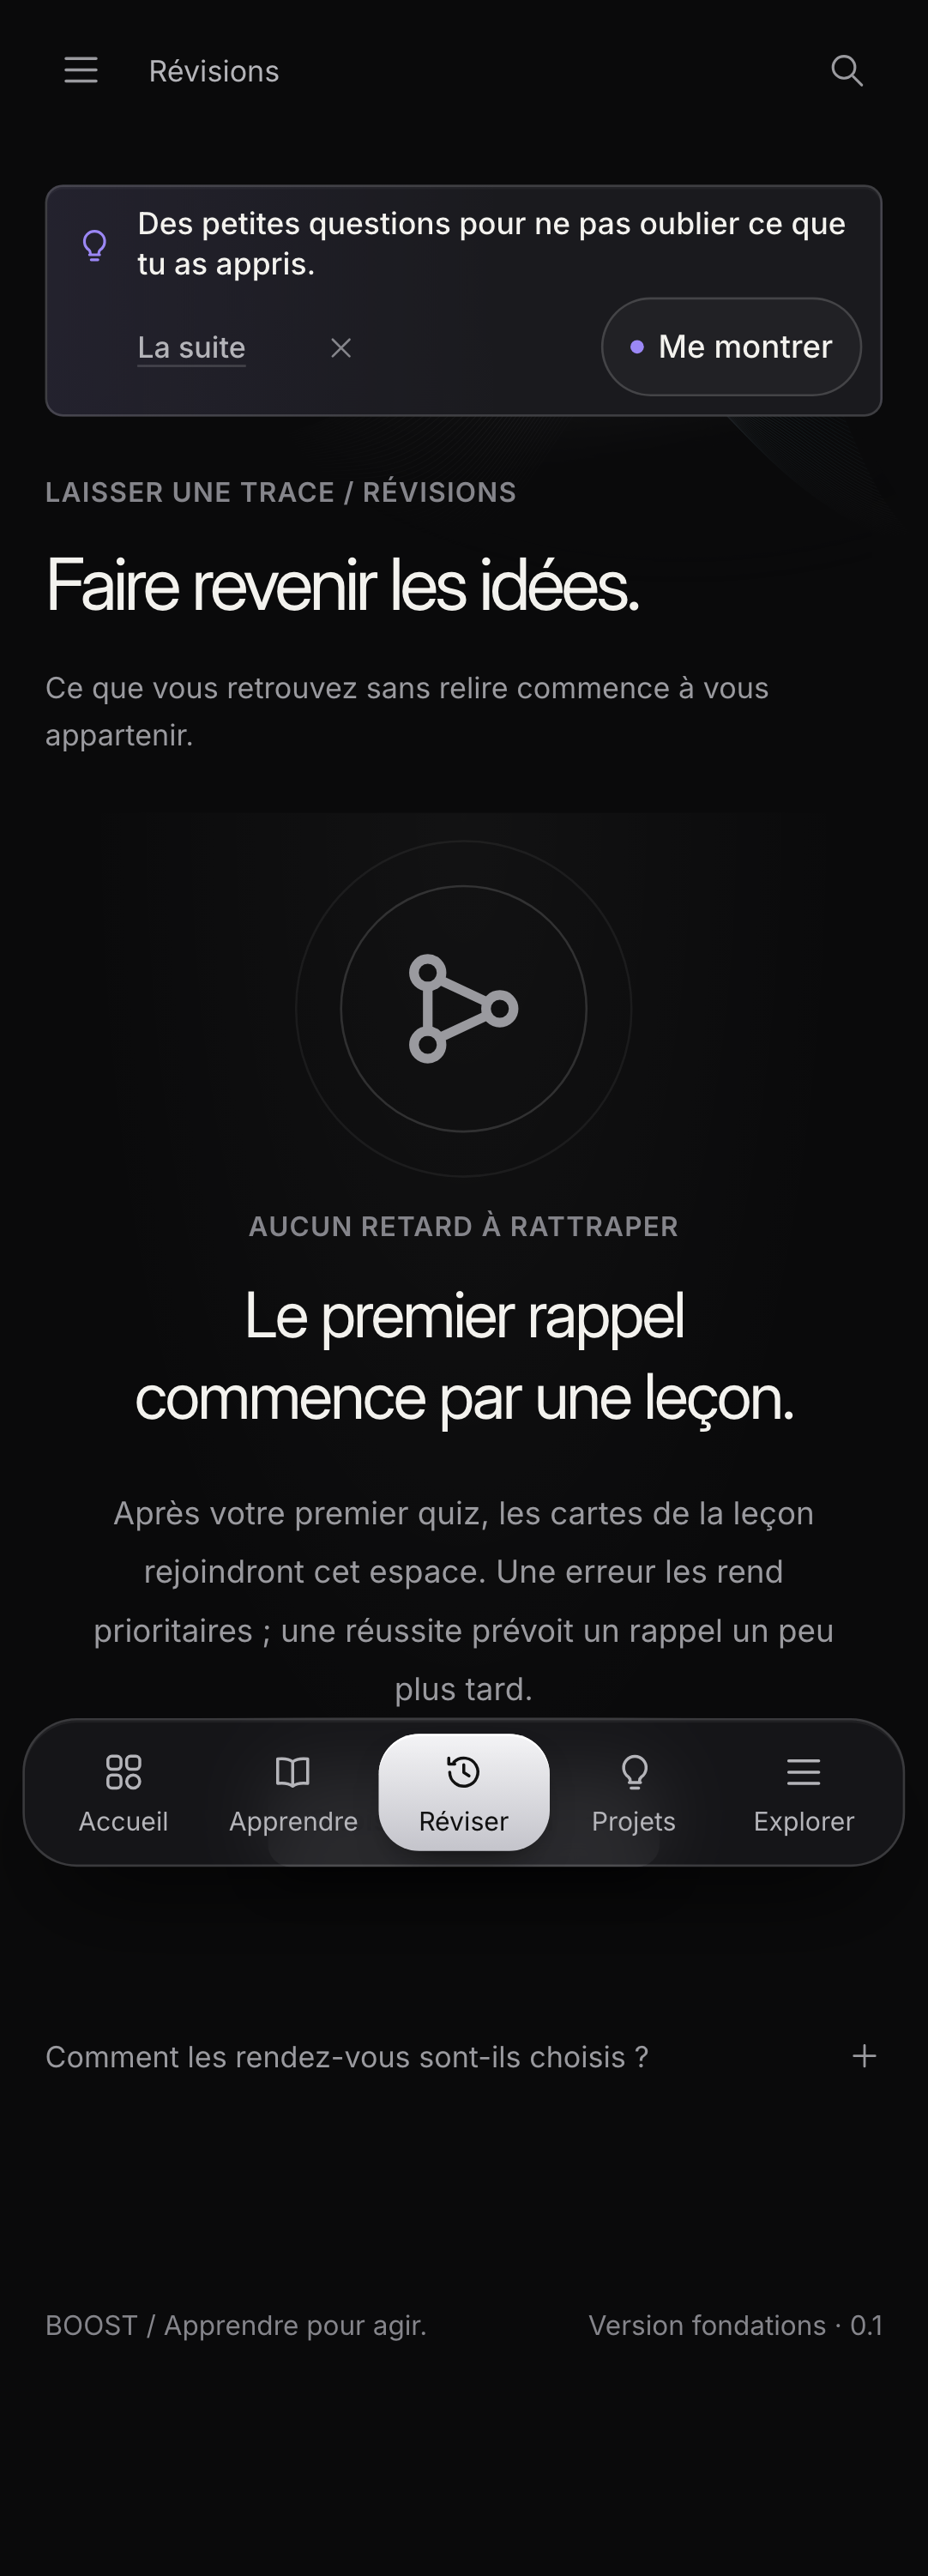 Révisions
Des petites questions pour ne pas oublier ce que
tu as appris.
La suite
Me montrer
LAISSER UNE TRACE / RÉVISIONS
Faire revenir les idées.
Ce que vous retrouvez sans relire commence à vous
appartenir.
AUCUN RETARD À RATTRAPER
Le premier rappel
commence par une leçon.
Après votre premier quiz, les cartes de la leçon
rejoindront cet espace. Une erreur les rend
prioritaires ; une réussite prévoit un rappel un peu
plus tard.
Accueil
Apprendre
Réviser
Projets
Explorer
Comment les rendez-vous sont-ils choisis ?
BOOST / Apprendre pour agir.
Version fondations · 0.1